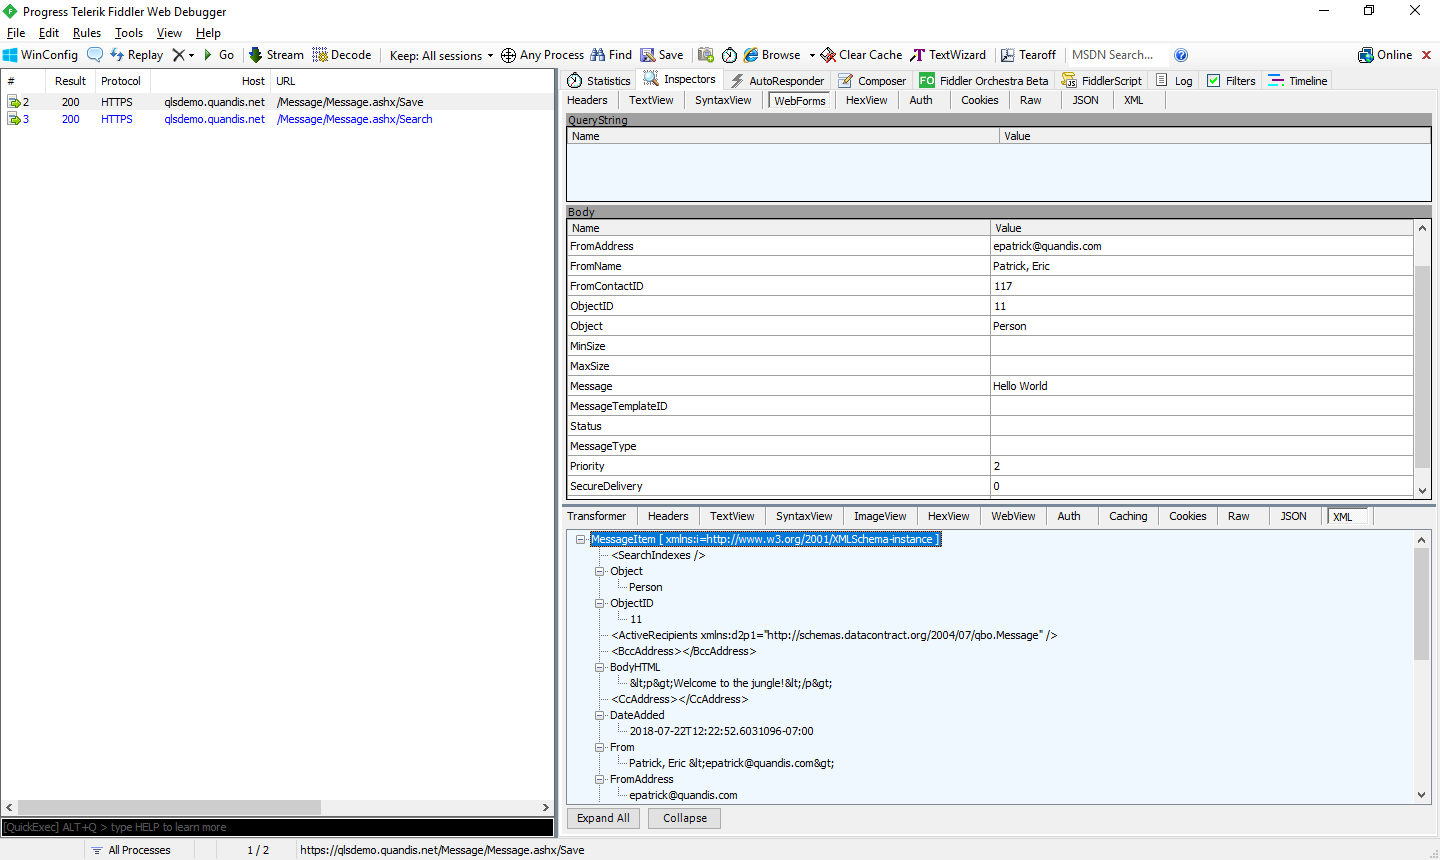 Progress Telerik Fiddler Web Debugger
File Edit Rules Tools View Help
WinConfig Replay Go Stream Decode Keep: All sessions Any Process Find Save Browse Clear Cache TextWizard Tearoff MSDN Search... Online
# Result Protocol Host URL
2 200 HTTPS qlsdemo.quandis.net /Message/Message.ashx/Save
3 200 HTTPS qlsdemo.quandis.net /Message/Message.ashx/Search
[QuickExec] ALT+Q > type HELP to learn more
Statistics Inspectors AutoResponder Composer FO Fiddler Orchestra Beta FiddlerScript Log Filters Timeline
Headers TextView SyntaxView WebForms HexView Auth Cookies Raw JSON XML
QueryString
Name Value
Body
Name Value
FromAddress epatrick@quandis.com
FromName Patrick, Eric
FromContactID 117
ObjectID 11
Object Person
MinSize
MaxSize
Message Hello World
MessageTemplateID
Status
MessageType
Priority 2
SecureDelivery 0
Transformer Headers TextView SyntaxView ImageView HexView WebView Auth Caching Cookies Raw JSON XML
MessageItem [ xmlns:i=http://www.w3.org/2001/XMLSchema-instance ]
<SearchIndexes />
Object
Person
ObjectID
11
<ActiveRecipients xmlns:d2p1="http://schemas.datacontract.org/2004/07/qbo.Message" />
<BccAddress></BccAddress>
BodyHTML
&lt;p&gt;Welcome to the jungle!&lt;/p&gt;
<CcAddress></CcAddress>
DateAdded
2018-07-22T12:22:52.6031096-07:00
From
Patrick, Eric &lt;epatrick@quandis.com&gt;
FromAddress
epatrick@quandis.com
Expand All Collapse
All Processes 1 / 2 https://qlsdemo.quandis.net/Message/Message.ashx/Save